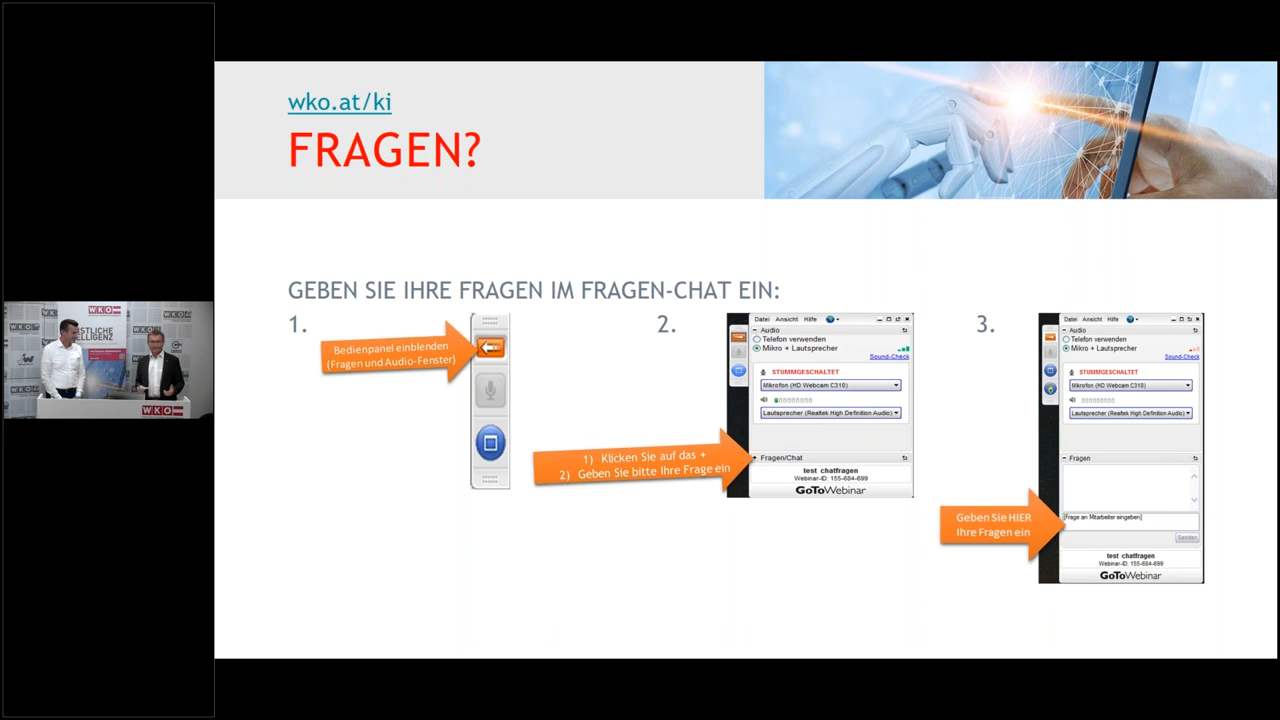 wko.at/ki
FRAGEN?
GEBEN SIE IHRE FRAGEN IM FRAGEN-CHAT EIN:
1.
Bedienpanel einblenden
(Fragen und Audio-Fenster)
2.
1) Klicken Sie auf das +
2) Geben Sie bitte Ihre Frage ein
Datei Ansicht Hilfe
Audio
Telefon verwenden
Mikro + Lautsprecher
Sound-Check
STUMMGESCHALTET
Mikrofon (HD Webcam C310)
Lautsprecher (Realtek High Definition Audio)
Fragen/Chat
test chatfragen
Webinar-ID: 155-684-699
GoToWebinar
3.
Geben Sie HIER
Ihre Fragen ein
Datei Ansicht Hilfe
Audio
Telefon verwenden
Mikro + Lautsprecher
Sound-Check
STUMMGESCHALTET
Mikrofon (HD Webcam C310)
Lautsprecher (Realtek High Definition Audio)
Fragen
[Frage an Mitarbeiter eingeben]
Senden
test chatfragen
Webinar-ID: 155-684-699
GoToWebinar
WKO
WKO